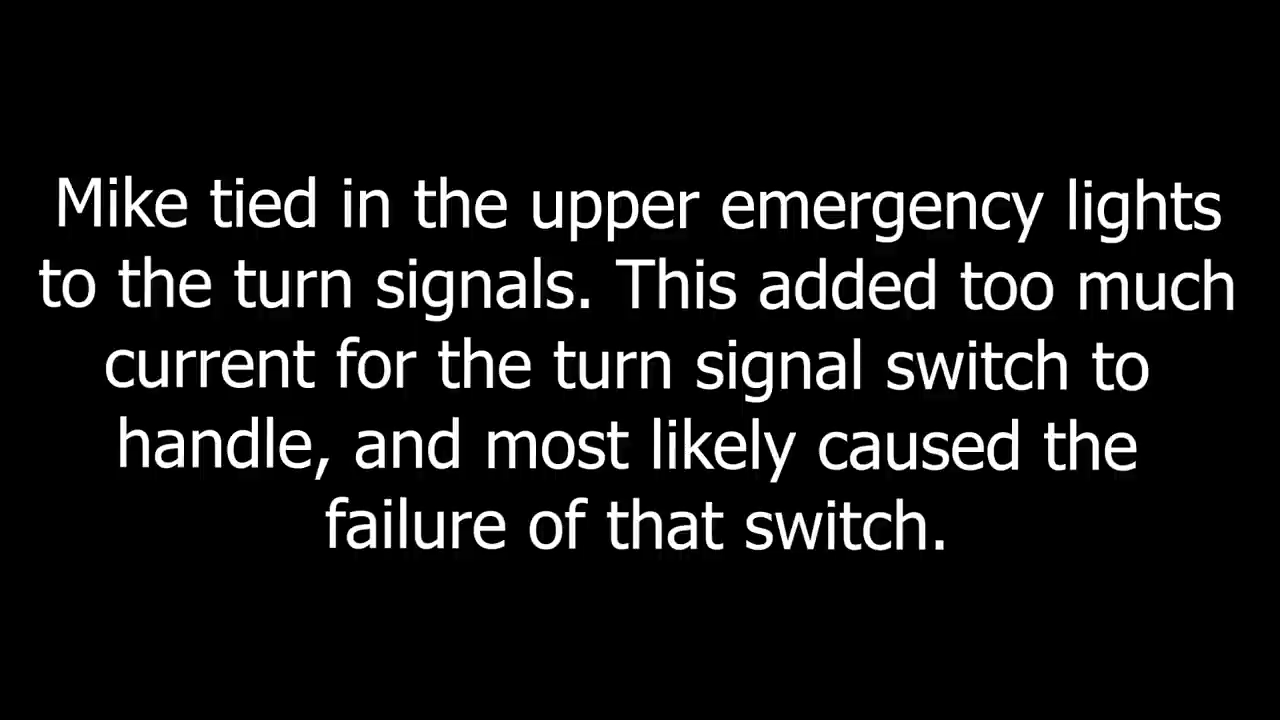 Mike tied in the upper emergency lights
to the turn signals. This added too much
current for the turn signal switch to
handle, and most likely caused the
failure of that switch.